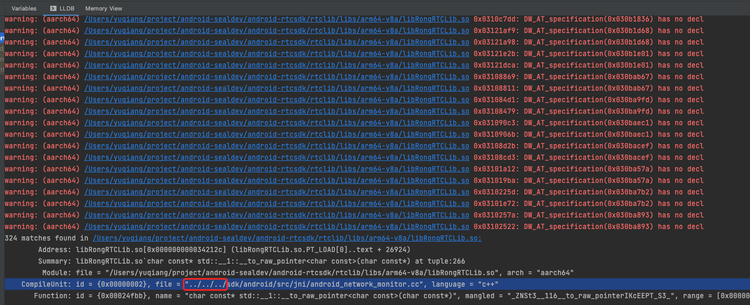 Variables LLDB Memory View
warning: (aarch64) /Users/yuqiang/project/android-sealdev/android-rtcsdk/rtclib/libs/arm64-v8a/libRongRTCLib.so 0x0310c7dd: DW_AT_specification(0x030b1836) has no decl
warning: (aarch64) /Users/yuqiang/project/android-sealdev/android-rtcsdk/rtclib/libs/arm64-v8a/libRongRTCLib.so 0x03121af9: DW_AT_specification(0x030b1d68) has no decl
warning: (aarch64) /Users/yuqiang/project/android-sealdev/android-rtcsdk/rtclib/libs/arm64-v8a/libRongRTCLib.so 0x03121a98: DW_AT_specification(0x030b1d68) has no decl
warning: (aarch64) /Users/yuqiang/project/android-sealdev/android-rtcsdk/rtclib/libs/arm64-v8a/libRongRTCLib.so 0x03121e2b: DW_AT_specification(0x030b1e01) has no decl
warning: (aarch64) /Users/yuqiang/project/android-sealdev/android-rtcsdk/rtclib/libs/arm64-v8a/libRongRTCLib.so 0x03121dca: DW_AT_specification(0x030b1e01) has no decl
warning: (aarch64) /Users/yuqiang/project/android-sealdev/android-rtcsdk/rtclib/libs/arm64-v8a/libRongRTCLib.so 0x03108869: DW_AT_specification(0x030bab67) has no decl
warning: (aarch64) /Users/yuqiang/project/android-sealdev/android-rtcsdk/rtclib/libs/arm64-v8a/libRongRTCLib.so 0x03108811: DW_AT_specification(0x030bab67) has no decl
warning: (aarch64) /Users/yuqiang/project/android-sealdev/android-rtcsdk/rtclib/libs/arm64-v8a/libRongRTCLib.so 0x031084d1: DW_AT_specification(0x030ba9fd) has no decl
warning: (aarch64) /Users/yuqiang/project/android-sealdev/android-rtcsdk/rtclib/libs/arm64-v8a/libRongRTCLib.so 0x03108479: DW_AT_specification(0x030ba9fd) has no decl
warning: (aarch64) /Users/yuqiang/project/android-sealdev/android-rtcsdk/rtclib/libs/arm64-v8a/libRongRTCLib.so 0x031090c3: DW_AT_specification(0x030baec1) has no decl
warning: (aarch64) /Users/yuqiang/project/android-sealdev/android-rtcsdk/rtclib/libs/arm64-v8a/libRongRTCLib.so 0x0310906b: DW_AT_specification(0x030baec1) has no decl
warning: (aarch64) /Users/yuqiang/project/android-sealdev/android-rtcsdk/rtclib/libs/arm64-v8a/libRongRTCLib.so 0x03108d2b: DW_AT_specification(0x030bacef) has no decl
warning: (aarch64) /Users/yuqiang/project/android-sealdev/android-rtcsdk/rtclib/libs/arm64-v8a/libRongRTCLib.so 0x03108cd3: DW_AT_specification(0x030bacef) has no decl
warning: (aarch64) /Users/yuqiang/project/android-sealdev/android-rtcsdk/rtclib/libs/arm64-v8a/libRongRTCLib.so 0x03101a12: DW_AT_specification(0x030ba57a) has no decl
warning: (aarch64) /Users/yuqiang/project/android-sealdev/android-rtcsdk/rtclib/libs/arm64-v8a/libRongRTCLib.so 0x031019ba: DW_AT_specification(0x030ba57a) has no decl
warning: (aarch64) /Users/yuqiang/project/android-sealdev/android-rtcsdk/rtclib/libs/arm64-v8a/libRongRTCLib.so 0x0310225d: DW_AT_specification(0x030ba7b2) has no decl
warning: (aarch64) /Users/yuqiang/project/android-sealdev/android-rtcsdk/rtclib/libs/arm64-v8a/libRongRTCLib.so 0x03101e72: DW_AT_specification(0x030ba7b2) has no decl
warning: (aarch64) /Users/yuqiang/project/android-sealdev/android-rtcsdk/rtclib/libs/arm64-v8a/libRongRTCLib.so 0x0310257a: DW_AT_specification(0x030ba893) has no decl
warning: (aarch64) /Users/yuqiang/project/android-sealdev/android-rtcsdk/rtclib/libs/arm64-v8a/libRongRTCLib.so 0x03102522: DW_AT_specification(0x030ba893) has no decl
324 matches found in /Users/yuqiang/project/android-sealdev/android-rtcsdk/rtclib/libs/arm64-v8a/libRongRTCLib.so:
Address: libRongRTCLib.so[0x000000000034212c] (libRongRTCLib.so.PT_LOAD[0]..text + 26924)
Summary: libRongRTCLib.so`char const* std::__1::__to_raw_pointer<char const>(char const*) at tuple:266
Module: file = "/Users/yuqiang/project/android-sealdev/android-rtcsdk/rtclib/libs/arm64-v8a/libRongRTCLib.so", arch = "aarch64"
CompileUnit: id = {0x00000002}, file = "../../../sdk/android/src/jni/android_network_monitor.cc", language = "c++"
Function: id = {0x00024fbb}, name = "char const* std::__1::__to_raw_pointer<char const>(char const*)", mangled = "_ZNSt3__116__to_raw_pointerIKcEEPT_S3_", range = [0